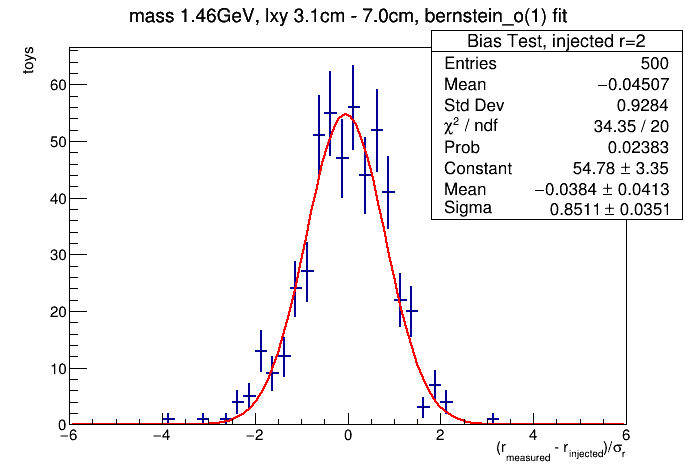 mass 1.46GeV, lxy 3.1cm - 7.0cm, bernstein_o(1) fit
Bias Test, injected r=2
Entries 500
Mean −0.04507
Std Dev 0.9284
χ² / ndf 34.35 / 20
Prob 0.02383
Constant 54.78 ± 3.35
Mean −0.0384 ± 0.0413
Sigma 0.8511 ± 0.0351
toys
60
50
40
30
20
10
0
−6 −4 −2 0 2 4 6
(r_measured - r_injected)/σ_r